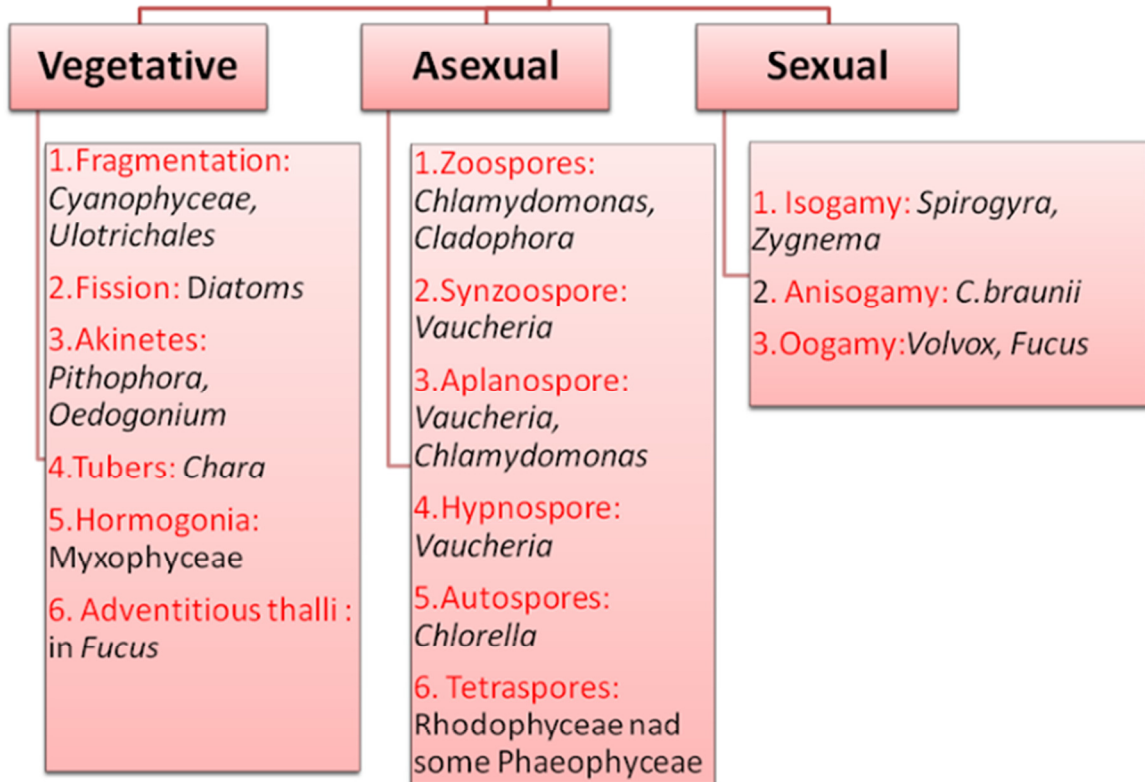 Vegetative
1.Fragmentation:
Cyanophyceae,
Ulotrichales
2.Fission: Diatoms
3.Akinetes:
Pithophora,
Oedogonium
4.Tubers: Chara
5.Hormogonia:
Myxophyceae
6. Adventitious thalli :
in Fucus
Asexual
1.Zoospores:
Chlamydomonas,
Cladophora
2.Synzoospore:
Vaucheria
3.Aplanospore:
Vaucheria,
Chlamydomonas
4.Hypnospore:
Vaucheria
5.Autospores:
Chlorella
6. Tetraspores:
Rhodophyceae nad
some Phaeophyceae
Sexual
1. Isogamy: Spirogyra,
Zygnema
2. Anisogamy: C.braunii
3.Oogamy:Volvox, Fucus